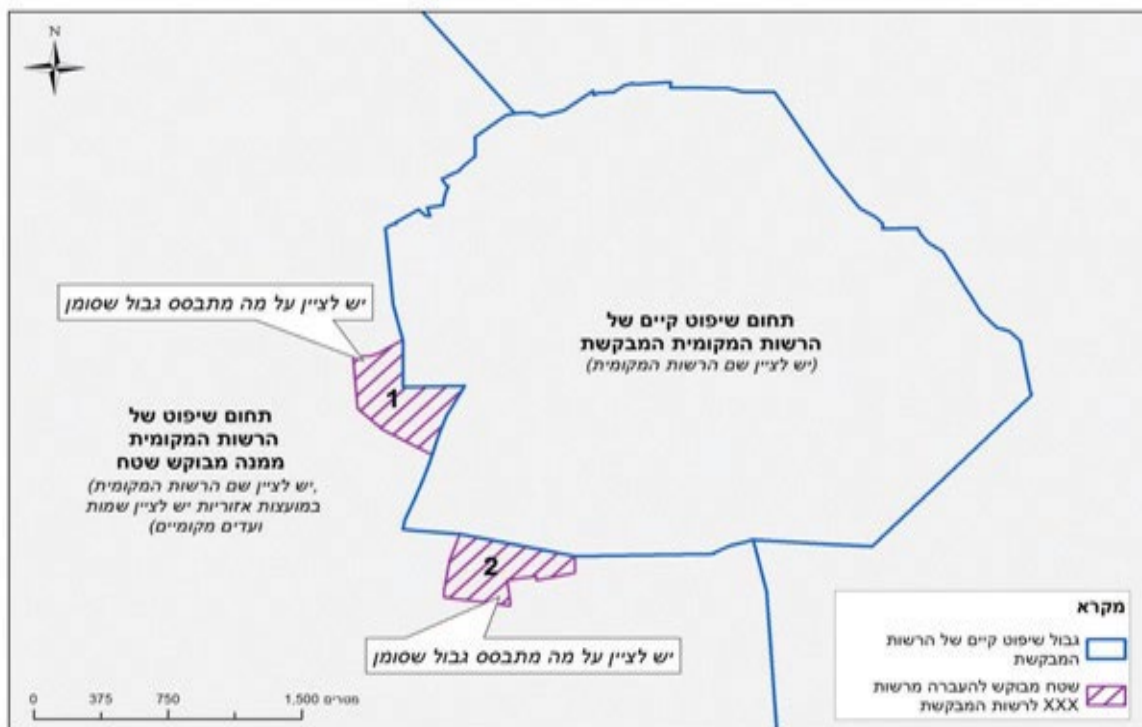 N
יש לציין על מה מתבסס גבול שסומן
תחום שיפוט קיים של
הרשות המקומית המבקשת
(יש לציין שם הרשות המקומית)
1
תחום שיפוט של
הרשות המקומית
ממנה מבוקש שטח
(יש לציין שם הרשות המקומית,
במועצות אזוריות יש לציין שמות
ועדים מקומיים)
2
יש לציין על מה מתבסס גבול שסומן
מקרא
גבול שיפוט קיים של הרשות
המבקשת
שטח מבוקש להעברה מרשות
XXX לרשות המבקשת
0 375 750 1,500 מטרים